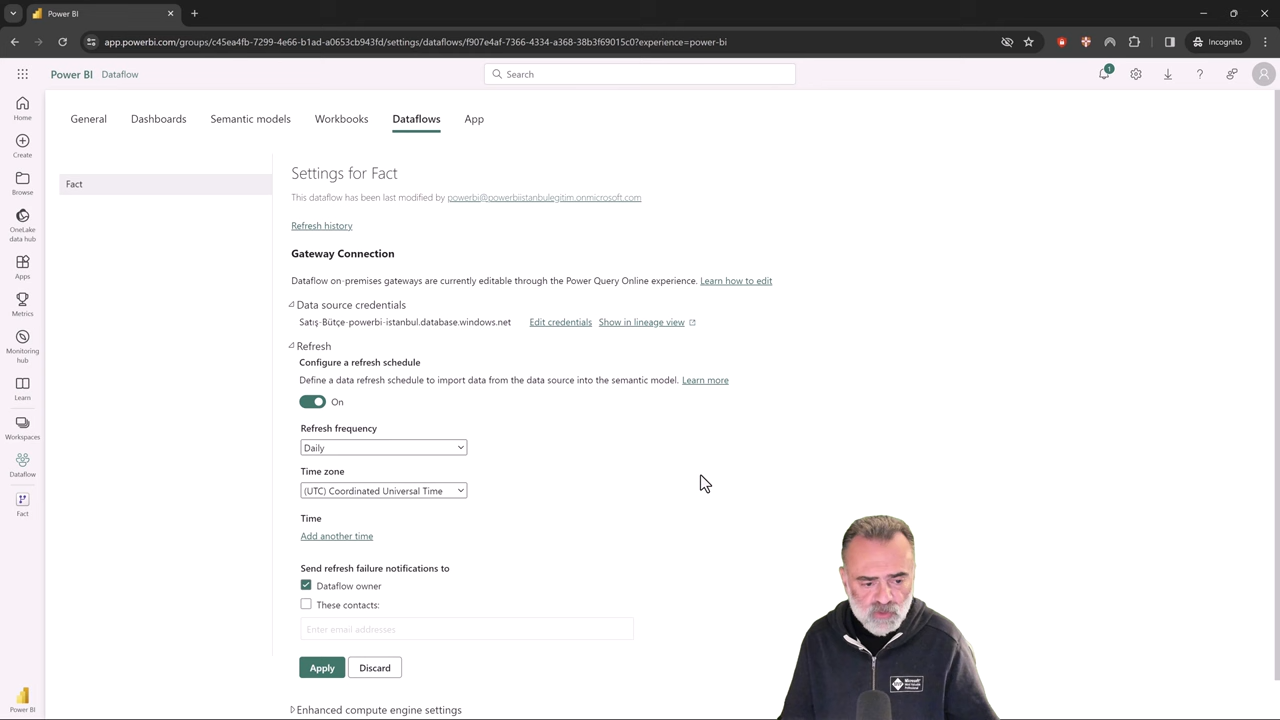 Power BI
app.powerbi.com/groups/c45ea4fb-7299-4e66-b1ad-a0653cb943fd/settings/dataflows/f907e4af-7366-4334-a368-38b3f69015c0?experience=power-bi
Incognito
Power BI Dataflow
Search
1
Home
Create
Browse
OneLake
data hub
Apps
Metrics
Monitoring
hub
Learn
Workspaces
Dataflow
Fact
Power BI
General Dashboards Semantic models Workbooks Dataflows App
Fact
Settings for Fact
This dataflow has been last modified by powerbi@powerbiistanbulegitim.onmicrosoft.com
Refresh history
Gateway Connection
Dataflow on-premises gateways are currently editable through the Power Query Online experience. Learn how to edit
Data source credentials
Satış-Bütçe-powerbi-istanbul.database.windows.net Edit credentials Show in lineage view
Refresh
Configure a refresh schedule
Define a data refresh schedule to import data from the data source into the semantic model. Learn more
On
Refresh frequency
Daily
Time zone
(UTC) Coordinated Universal Time
Time
Add another time
Send refresh failure notifications to
Dataflow owner
These contacts:
Enter email addresses
Apply Discard
Enhanced compute engine settings